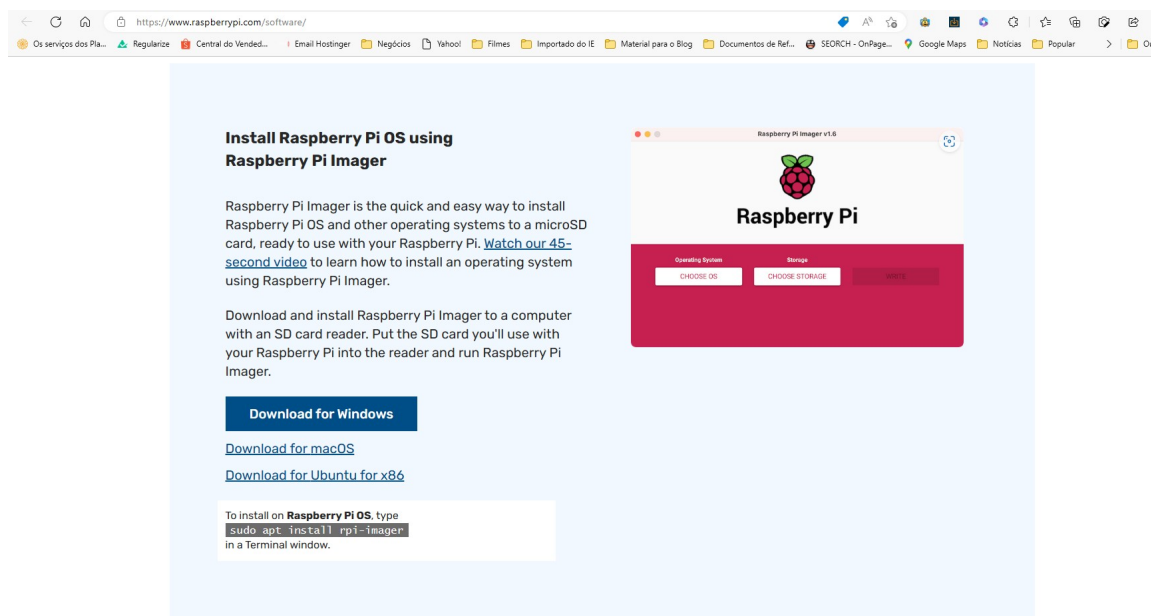 https://www.raspberrypi.com/software/
Os serviços dos Pla... Regularize Central do Vended... Email Hostinger Negócios Yahoo! Filmes Importado do IE Material para o Blog Documentos de Ref... SEORCH - OnPage... Google Maps Notícias Popular
Install Raspberry Pi OS using
Raspberry Pi Imager
Raspberry Pi Imager is the quick and easy way to install
Raspberry Pi OS and other operating systems to a microSD
card, ready to use with your Raspberry Pi. Watch our 45-
second video to learn how to install an operating system
using Raspberry Pi Imager.
Download and install Raspberry Pi Imager to a computer
with an SD card reader. Put the SD card you'll use with
your Raspberry Pi into the reader and run Raspberry Pi
Imager.
Download for Windows
Download for macOS
Download for Ubuntu for x86
To install on Raspberry Pi OS, type
sudo apt install rpi-imager
in a Terminal window.
Raspberry Pi Imager v1.6
Raspberry Pi
Operating System Storage
CHOOSE OS CHOOSE STORAGE WRITE